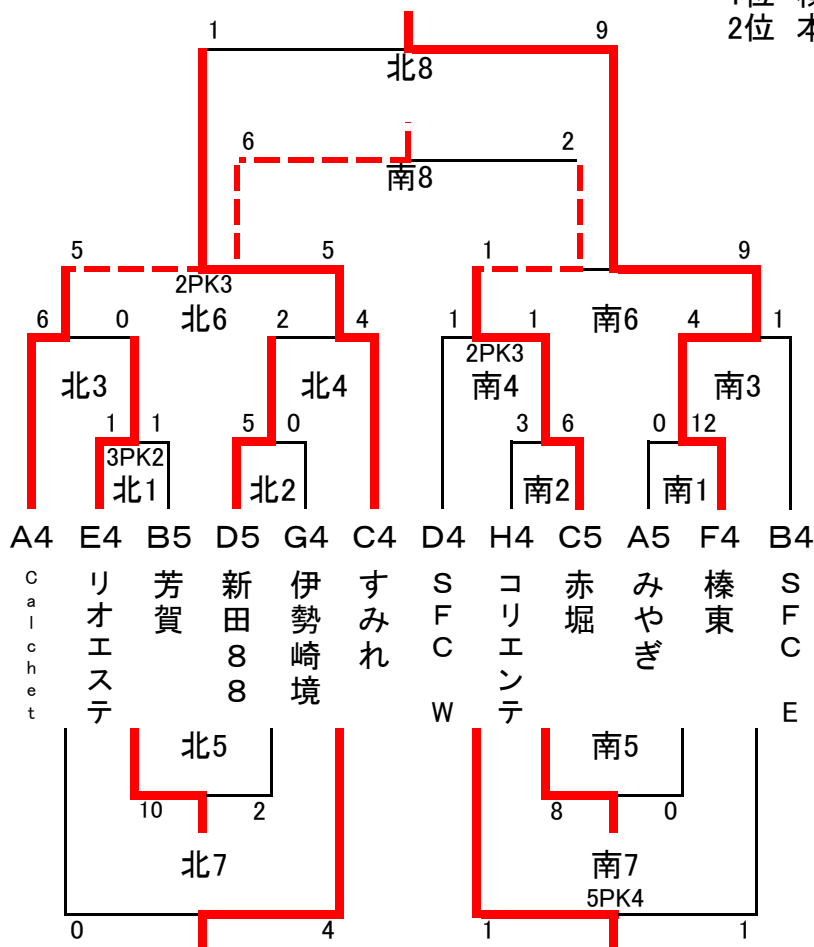 1位
2位 本
1 9
北8
6 2
南8
5 5 1 9
2PK3
北6 南6
6 0 2 4 1 1 4 1
2PK3
北3 北4 南4 南3
1 1 5 0 3 6 0 12
3PK2
北1 北2 南2 南1
A4 E4 B5 D5 G4 C4 D4 H4 C5 A5 F4 B4
Calchet
リオエステ
芳賀
新田88
伊勢崎境
すみれ
SFC W
コリエンテ
赤堀
みやぎ
榛東
SFC E
北5 南5
10 2 8 0
北7 南7
5PK4
0 4 1 1